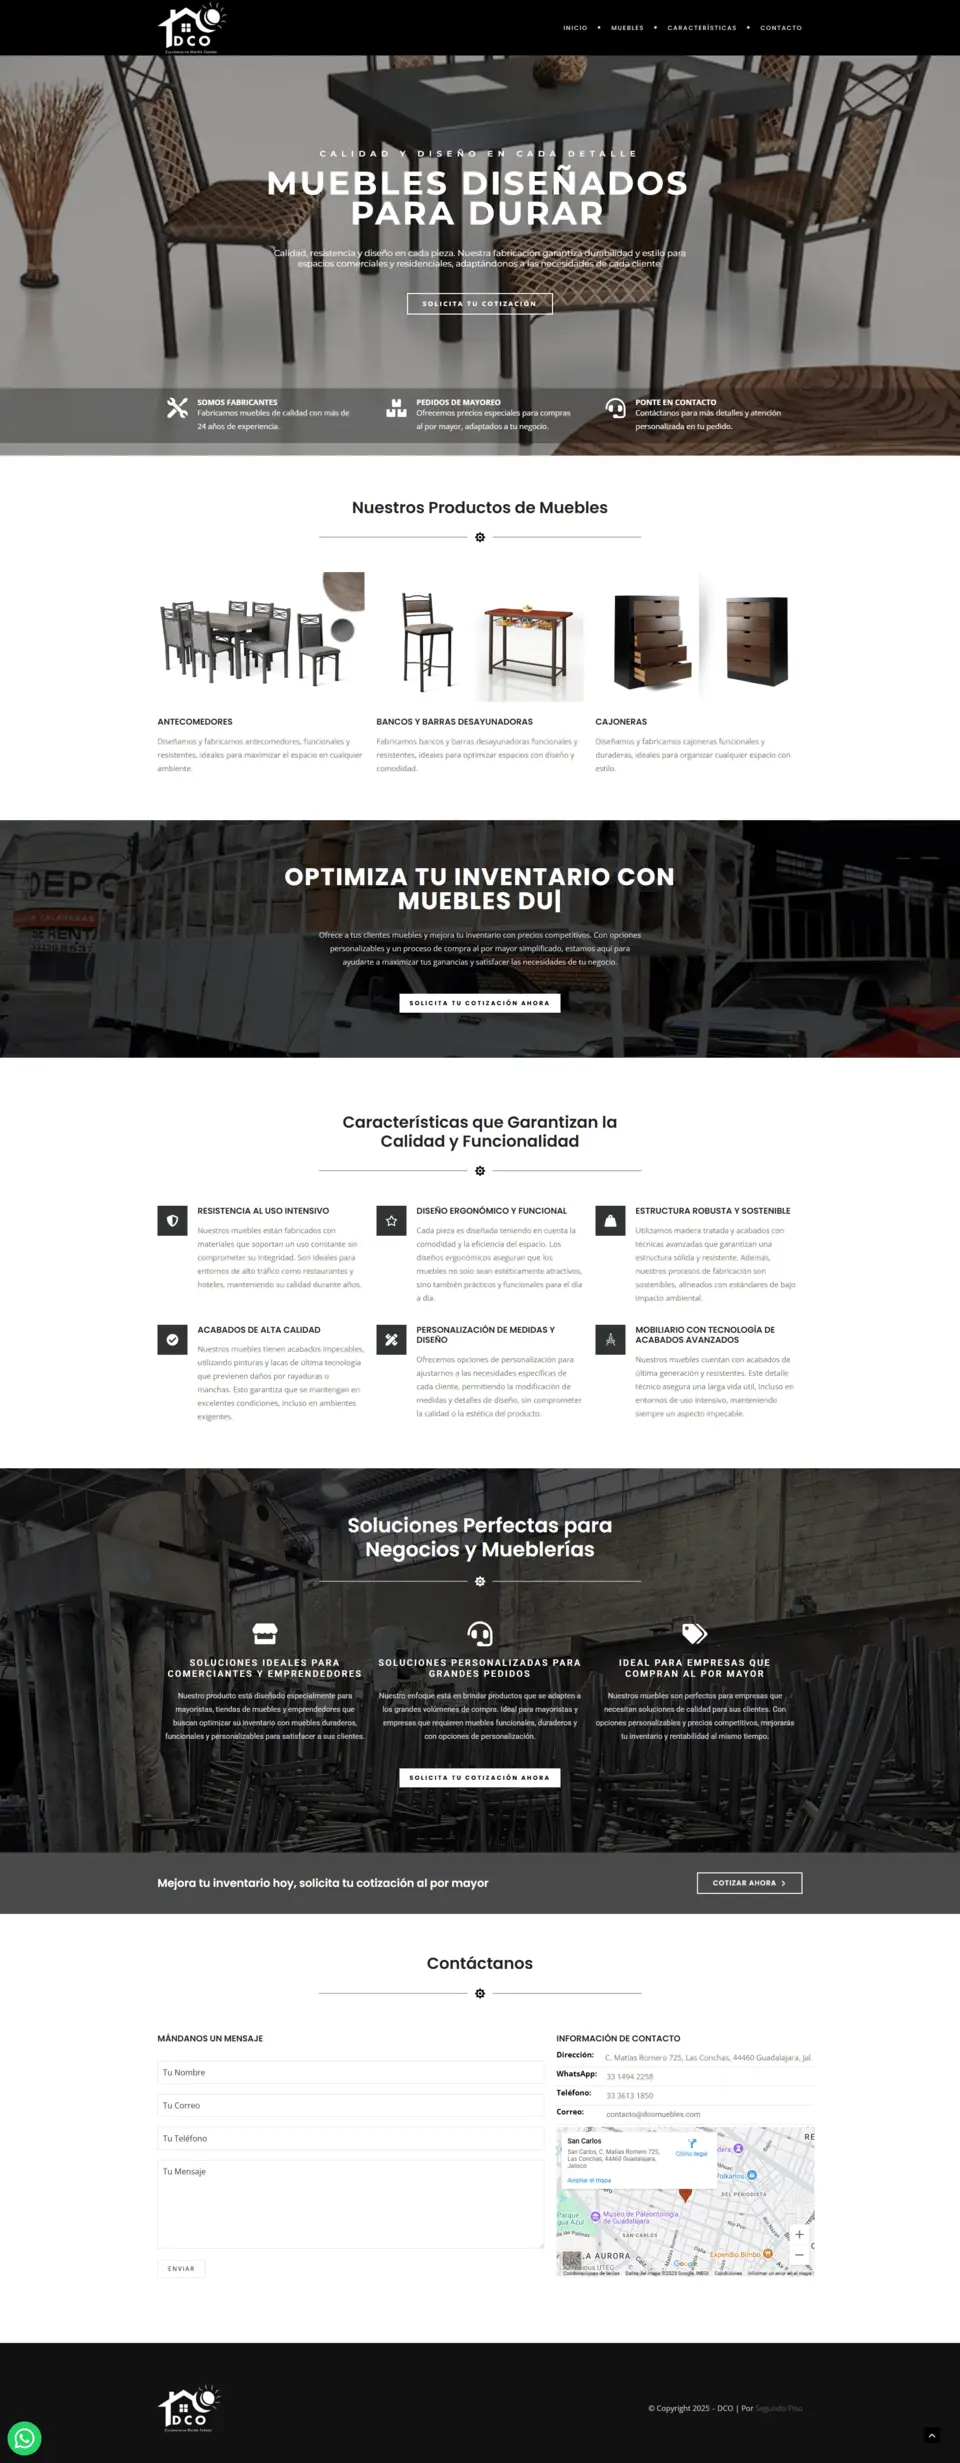 DCO
INICIO
MUEBLES
CARACTERÍSTICAS
CONTACTO
CALIDAD Y DISEÑO EN CADA DETALLE
MUEBLES DISEÑADOS
PARA DURAR
Calidad, resistencia y diseño en cada pieza. Nuestra fabricación garantiza durabilidad y estilo para
espacios comerciales y residenciales, adaptándonos a las necesidades de cada cliente.
SOLICITA TU COTIZACIÓN
SOMOS FABRICANTES
Fabricamos muebles de calidad con más de
24 años de experiencia.
PEDIDOS DE MAYOREO
Ofrecemos precios especiales para compras
al por mayor, adaptados a tu negocio.
PONTE EN CONTACTO
Contáctanos para más detalles y atención
personalizada en tu pedido.
Nuestros Productos de Muebles
ANTECOMEDORES
Diseñamos y fabricamos antecomedores, funcionales y
resistentes, ideales para maximizar el espacio en cualquier
ambiente.
BANCOS Y BARRAS DESAYUNADORAS
Fabricamos bancos y barras desayunadoras funcionales y
resistentes, ideales para optimizar espacios con diseño y
comodidad.
CAJONERAS
Diseñamos y fabricamos cajoneras funcionales y
duraderas, ideales para organizar cualquier espacio con
estilo.
OPTIMIZA TU INVENTARIO CON
MUEBLES DU|
Ofrece a tus clientes muebles y mejora tu inventario con precios competitivos. Con opciones
personalizables y un proceso de compra al por mayor simplificado, estamos aquí para
ayudarte a maximizar tus ganancias y satisfacer las necesidades de tu negocio.
SOLICITA TU COTIZACIÓN AHORA
Características que Garantizan la
Calidad y Funcionalidad
RESISTENCIA AL USO INTENSIVO
Nuestros muebles están fabricados con
materiales que soportan un uso constante sin
comprometer su integridad. Son ideales para
entornos de alto tráfico como restaurantes y
hoteles, manteniendo su calidad durante años.
DISEÑO ERGONÓMICO Y FUNCIONAL
Cada pieza es diseñada teniendo en cuenta la
comodidad y la eficiencia del espacio. Los
diseños ergonómicos aseguran que los
muebles no solo sean estéticamente atractivos,
sino también prácticos y funcionales para el día
a día.
ESTRUCTURA ROBUSTA Y SOSTENIBLE
Utilizamos madera tratada y acabados con
técnicas avanzadas que garantizan una
estructura sólida y resistente. Además,
nuestros procesos de fabricación son
sostenibles, alineados con estándares de bajo
impacto ambiental.
ACABADOS DE ALTA CALIDAD
Nuestros muebles tienen acabados impecables,
utilizando pinturas y lacas de última tecnología
que previenen daños por rayaduras o
manchas. Esto garantiza que se mantengan en
excelentes condiciones, incluso en ambientes
exigentes.
PERSONALIZACIÓN DE MEDIDAS Y
DISEÑO
Ofrecemos opciones de personalización para
ajustarnos a las necesidades específicas de
cada cliente, permitiendo la modificación de
medidas y detalles de diseño, sin comprometer
la calidad o la estética del producto.
MOBILIARIO CON TECNOLOGÍA DE
ACABADOS AVANZADOS
Nuestros muebles cuentan con acabados de
última generación y resistentes. Este detalle
técnico asegura una larga vida útil, incluso en
entornos de uso intensivo, manteniendo
siempre un aspecto impecable.
Soluciones Perfectas para
Negocios y Mueblerías
SOLUCIONES IDEALES PARA
COMERCIANTES Y EMPRENDEDORES
Nuestro producto está diseñado especialmente para
mayoristas, tiendas de muebles y emprendedores que
buscan optimizar su inventario con muebles duraderos,
funcionales y personalizables para satisfacer a sus clientes.
SOLUCIONES PERSONALIZADAS PARA
GRANDES PEDIDOS
Nuestro enfoque está en brindar productos que se adapten a
los grandes volúmenes de compra. Ideal para mayoristas y
empresas que requieren muebles funcionales, duraderos y
con opciones de personalización.
IDEAL PARA EMPRESAS QUE
COMPRAN AL POR MAYOR
Nuestros muebles son perfectos para empresas que
necesitan soluciones de calidad para sus clientes. Con
opciones personalizables y precios competitivos, mejorarás
tu inventario y rentabilidad al mismo tiempo.
SOLICITA TU COTIZACIÓN AHORA
Mejora tu inventario hoy, solicita tu cotización al por mayor
COTIZAR AHORA
Contáctanos
MÁNDANOS UN MENSAJE
Tu Nombre
Tu Correo
Tu Teléfono
Tu Mensaje
ENVIAR
INFORMACIÓN DE CONTACTO
Dirección: C. Matías Romero 725, Las Conchas, 44460 Guadalajara, Jal.
WhatsApp: 33 1494 2258
Teléfono: 33 3613 1850
Correo: contacto@dcomuebles.com
San Carlos
San Carlos, C. Matías Romero 725,
Las Conchas, 44460 Guadalajara,
Jalisco
Cómo llegar
Ampliar el mapa
DEL PERIODISTA
Museo de Paleontología
de Guadalajara
SAN CARLOS
LA AURORA
Expendio Bimbo
Google
Combinaciones de teclas
Datos del mapa ©2023 Google, INEGI
Condiciones
Informar un error en el mapa
DCO
© Copyright 2025 – DCO | Por Segundo Piso